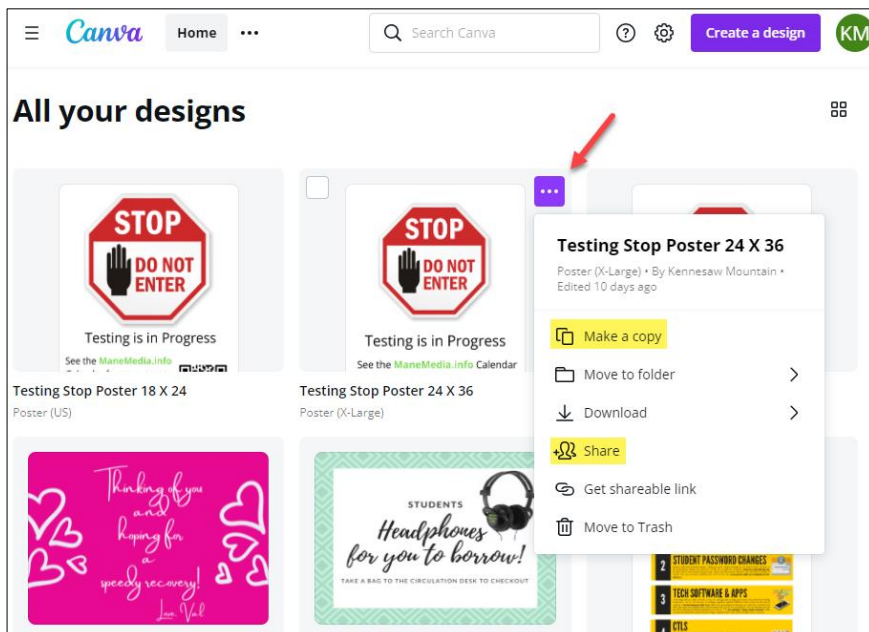 Canva
Home
Search Canva
Create a design
KM
All your designs
STOP
DO NOT
ENTER
Testing is in Progress
See the ManeMedia.info
Testing Stop Poster 18 X 24
Poster (US)
STOP
DO NOT
ENTER
Testing is in Progress
See the ManeMedia.info Calendar
Testing Stop Poster 24 X 36
Poster (X-Large)
Testing Stop Poster 24 X 36
Poster (X-Large) • By Kennesaw Mountain •
Edited 10 days ago
Make a copy
Move to folder
Download
Share
Get shareable link
Move to Trash
Thinking of you
and
hoping for
a
speedy recovery!
Love, Val
STUDENTS
Headphones
for you to borrow!
TAKE A BAG TO THE CIRCULATION DESK TO CHECKOUT
2 STUDENT PASSWORD CHANGES
3 TECH SOFTWARE & APPS
CTLS